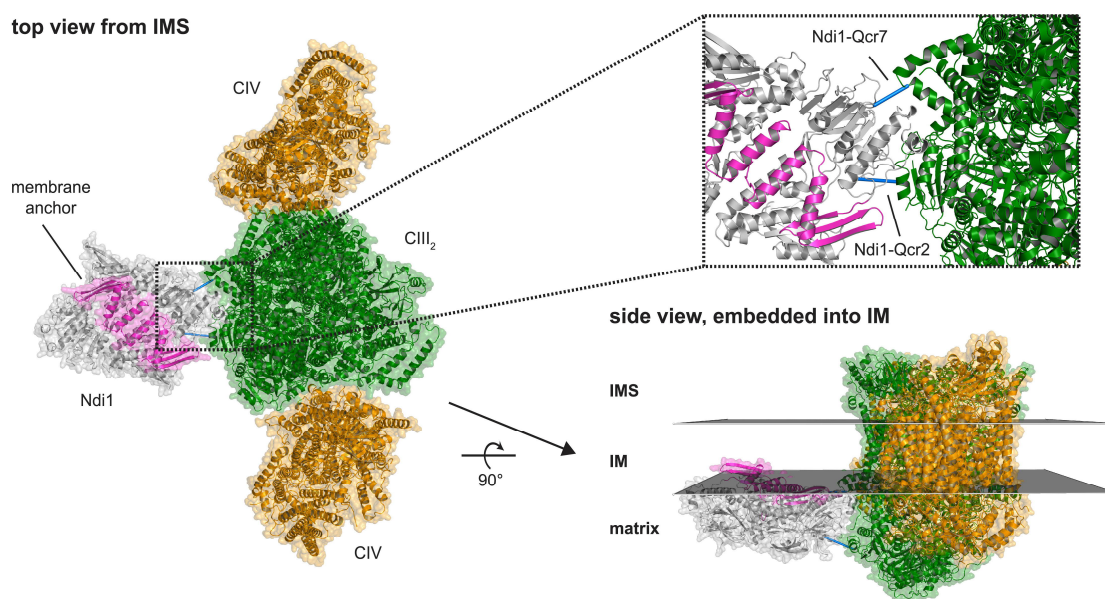 top view from IMS
CIV
membrane
anchor
CIII₂
Ndi1
CIV
90°
Ndi1-Qcr7
Ndi1-Qcr2
side view, embedded into IM
IMS
IM
matrix